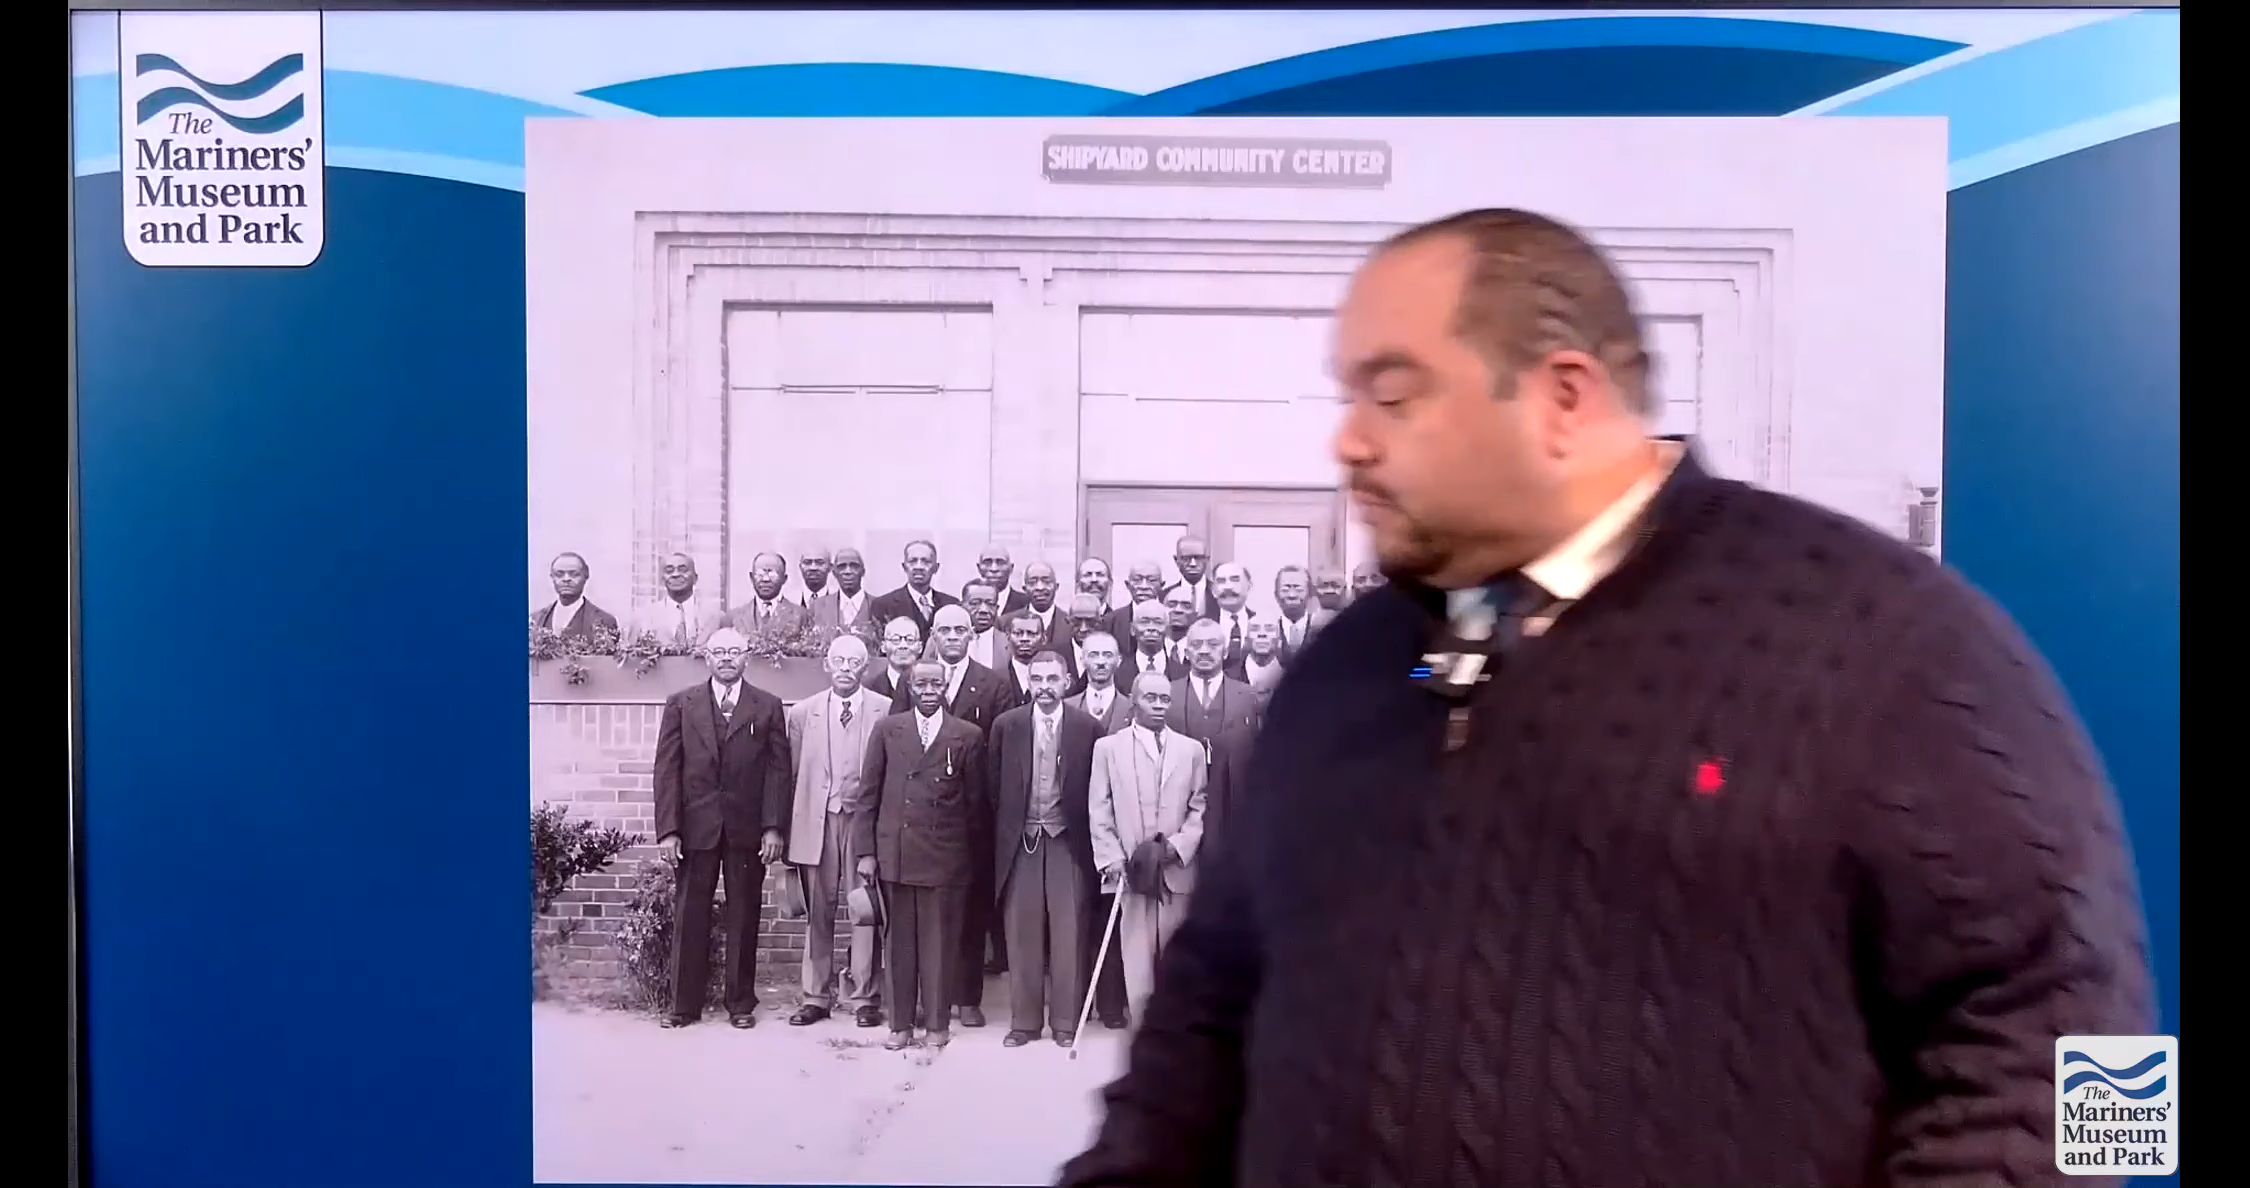 The
Mariners'
Museum
and Park
SHIPYARD COMMUNITY CENTER
The
Mariners'
Museum
and Park